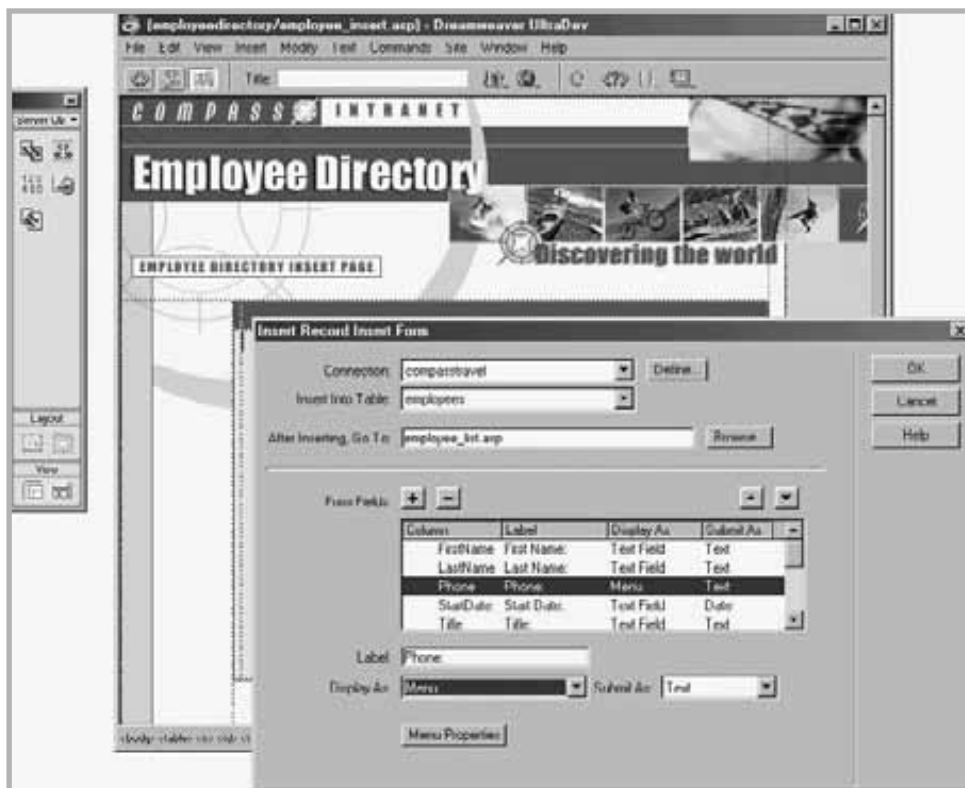 (employeedirectory/employee_insert.asp) - Dreamweaver UltraDev
File Edit View Insert Modify Text Commands Site Window Help
Title:
COMPASS INTRANET
Employee Directory
Discovering the world
EMPLOYEE DIRECTORY INSERT PAGE
Layout
View
Insert Record Insert Form
Connection: compasstravel Define...
Insert Into Table: employees
After Inserting, Go To: employee_list.asp Browse...
OK
Cancel
Help
Form Fields:
Column Label Display As Submit As
FirstName First Name: Text Field Text
LastName Last Name: Text Field Text
Phone Phone: Menu Text
StartDate Start Date: Text Field Date
Title Title: Text Field Text
Label: Phone:
Display As: Menu Submit As: Text
Menu Properties